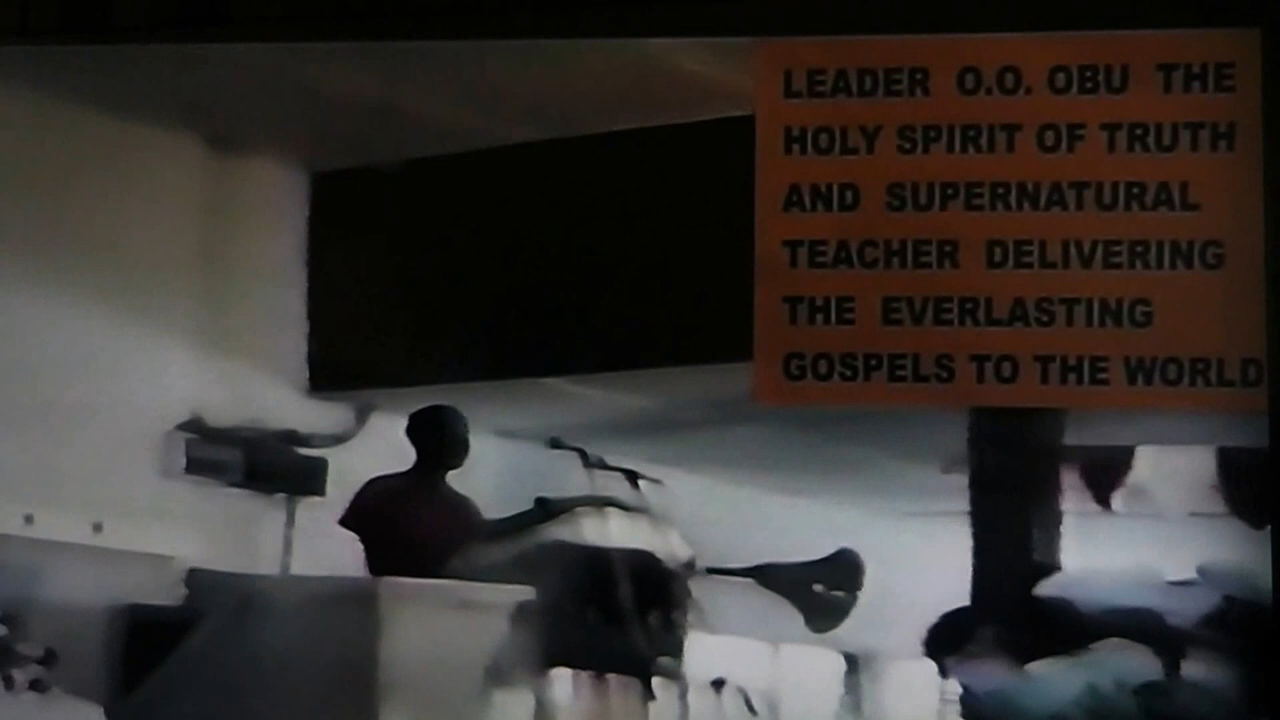 LEADER O.O. OBU THE
HOLY SPIRIT OF TRUTH
AND SUPERNATURAL
TEACHER DELIVERING
THE EVERLASTING
GOSPELS TO THE WORLD